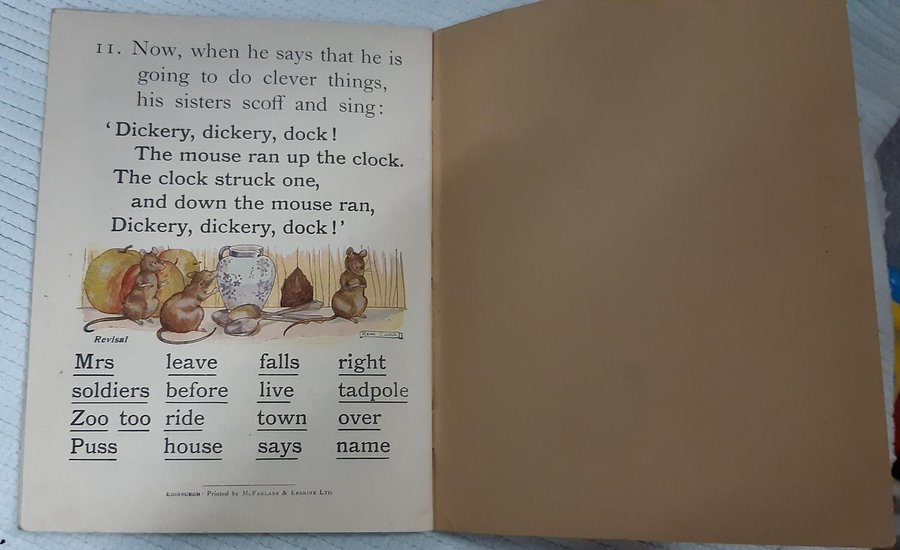 11. Now, when he says that he is
going to do clever things,
his sisters scoff and sing:
‘Dickery, dickery, dock!
The mouse ran up the clock.
The clock struck one,
and down the mouse ran,
Dickery, dickery, dock!’
Revisal
Mrs leave falls right
soldiers before live tadpole
Zoo too ride town over
Puss house says name
EDINBURGH: Printed by McFARLANE & ERSKINE LTD